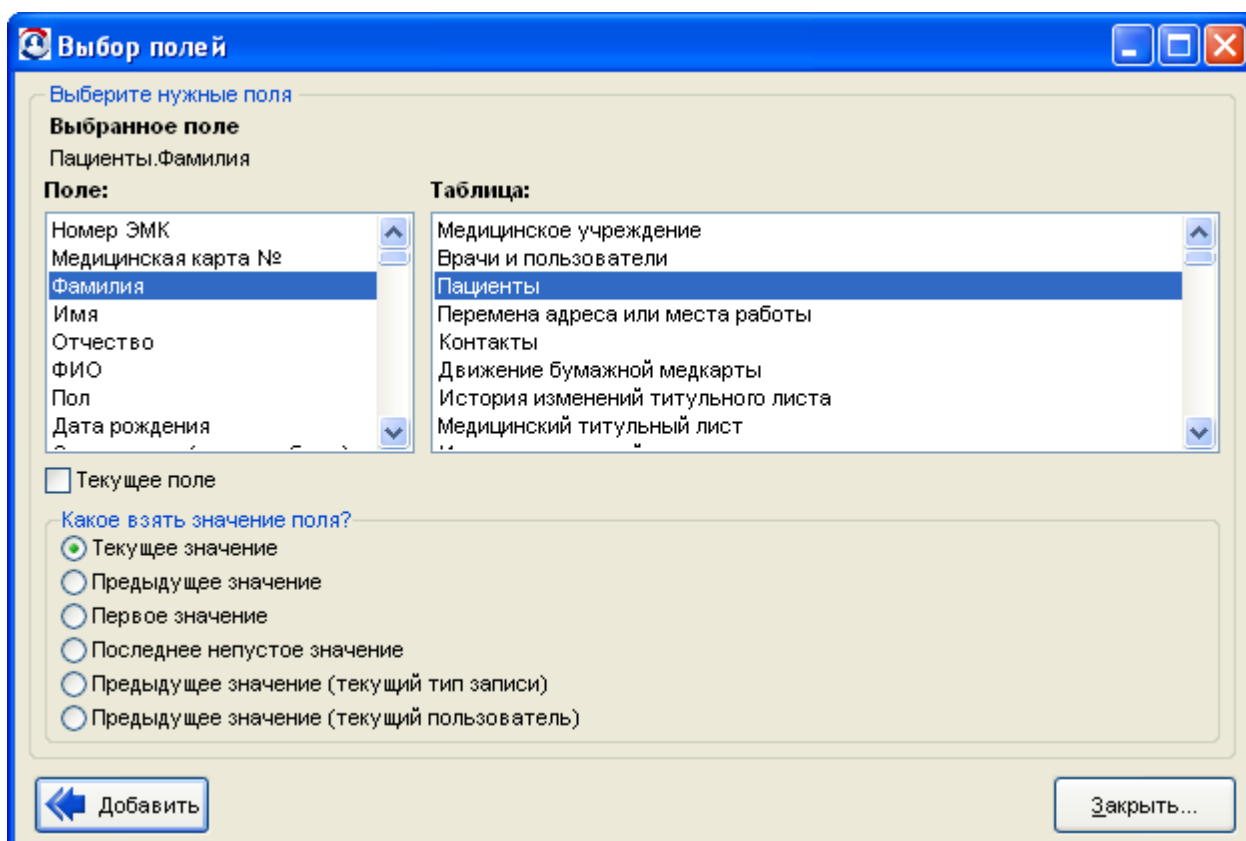 Выбор полей
Выберите нужные поля
Выбранное поле
Пациенты.Фамилия
Поле:
Таблица:
Номер ЭМК
Медицинская карта №
Фамилия
Имя
Отчество
ФИО
Пол
Дата рождения
Медицинское учреждение
Врачи и пользователи
Пациенты
Перемена адреса или места работы
Контакты
Движение бумажной медкарты
История изменений титульного листа
Медицинский титульный лист
Текущее поле
Какое взять значение поля?
Текущее значение
Предыдущее значение
Первое значение
Последнее непустое значение
Предыдущее значение (текущий тип записи)
Предыдущее значение (текущий пользователь)
Добавить
Закрыть...